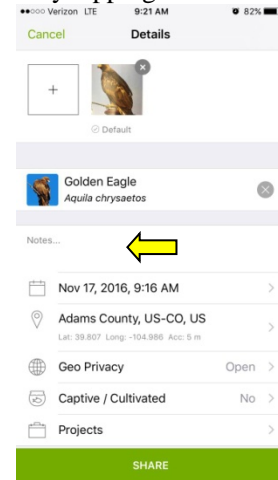 Verizon LTE 9:21 AM 82%
Cancel Details
+
Default
Golden Eagle
Aquila chrysaetos
Notes...
Nov 17, 2016, 9:16 AM
Adams County, US-CO, US
Lat: 39.807 Long: -104.986 Acc: 5 m
Geo Privacy Open
Captive / Cultivated No
Projects
SHARE